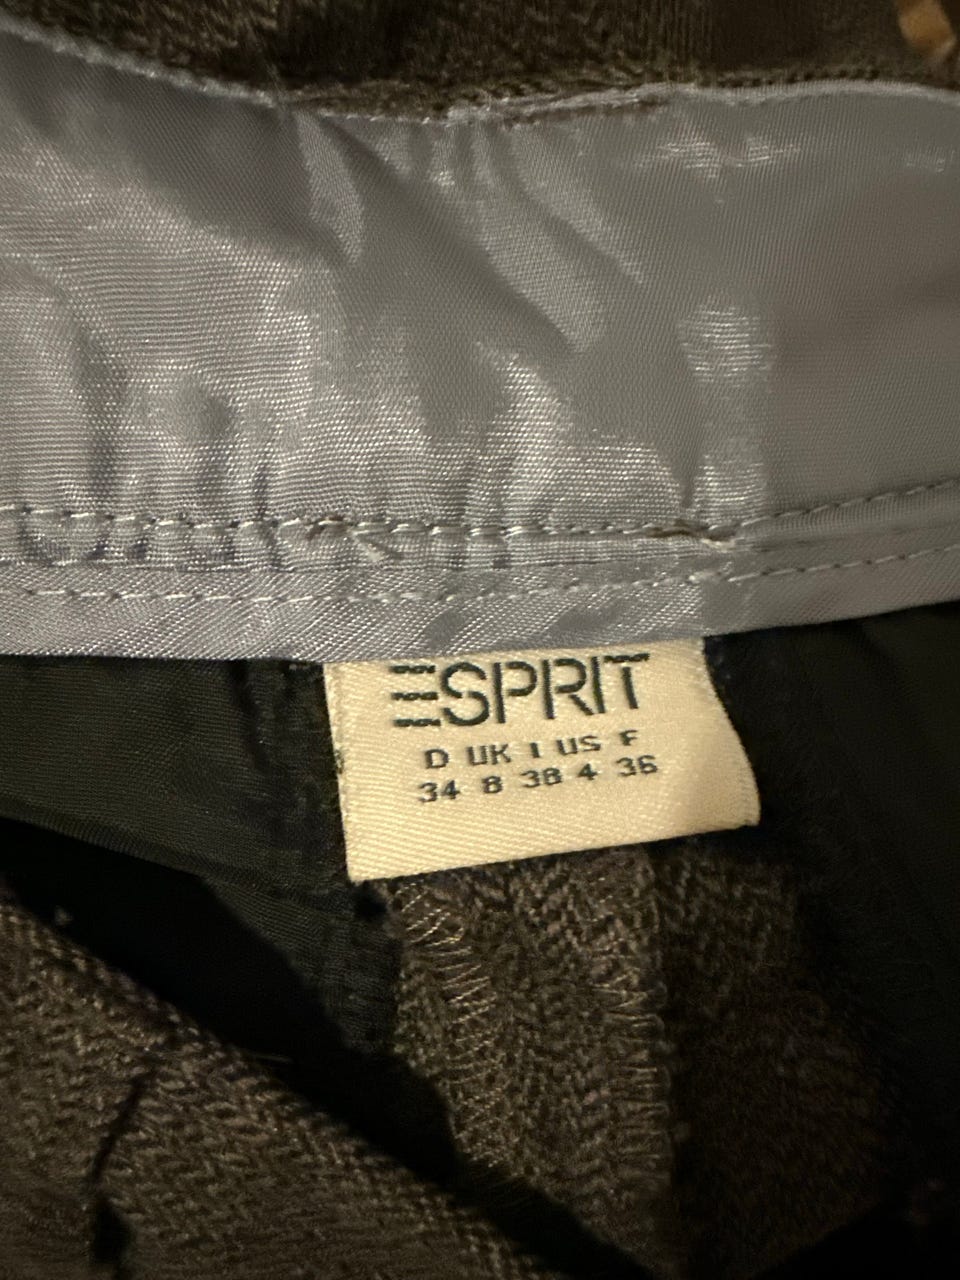 ESPRIT
D UK I US F
34 8 38 4 36